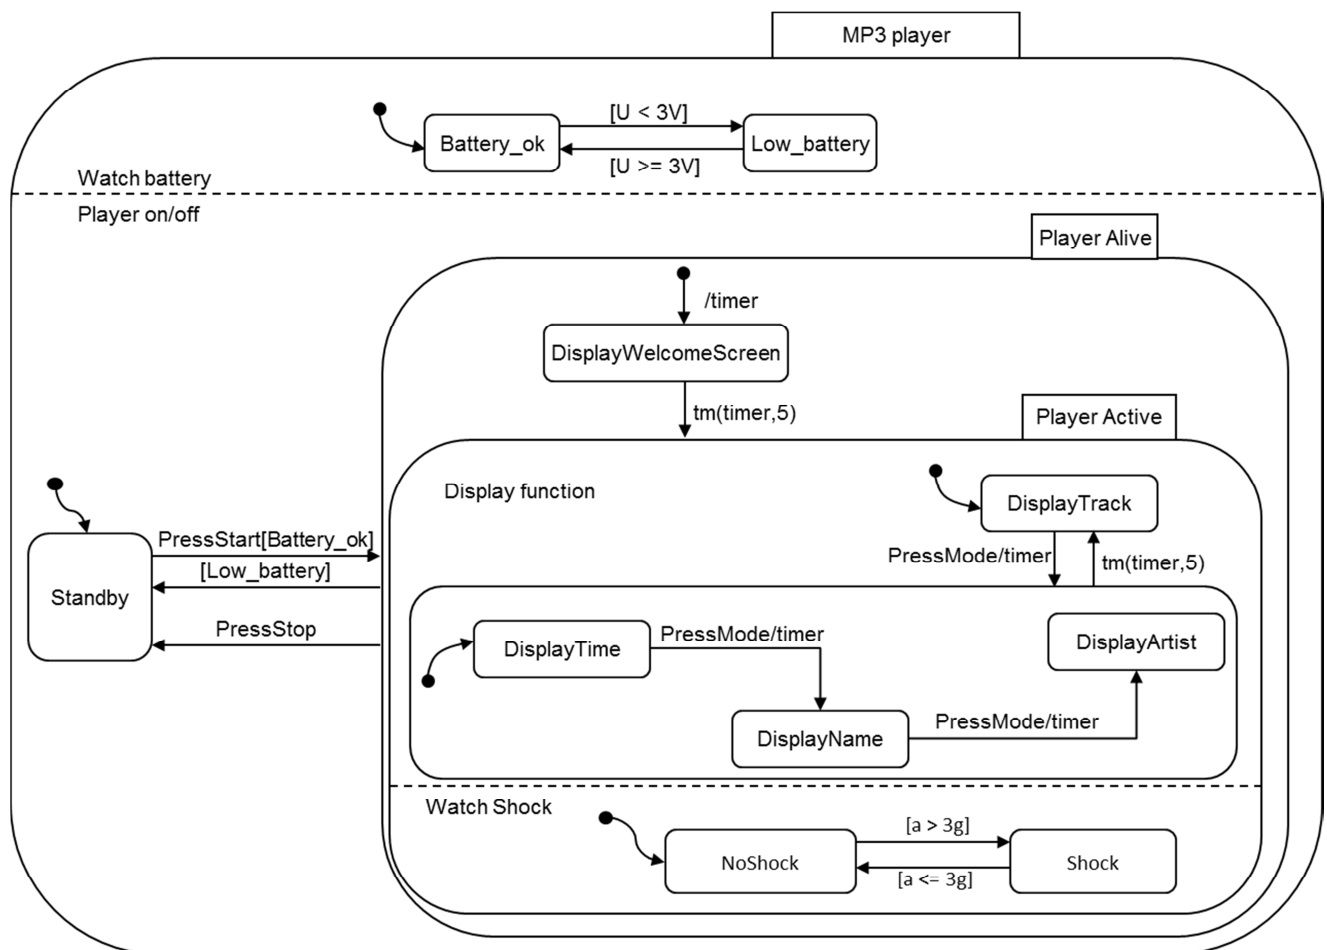 MP3 player
[U < 3V]
Battery_ok
Low_battery
[U >= 3V]
Watch battery
Player on/off
Player Alive
/timer
DisplayWelcomeScreen
tm(timer,5)
Player Active
Display function
DisplayTrack
PressStart[Battery_ok]
PressMode/timer
tm(timer,5)
[Low_battery]
Standby
PressStop
DisplayTime
PressMode/timer
DisplayArtist
DisplayName
PressMode/timer
Watch Shock
[a > 3g]
NoShock
Shock
[a <= 3g]